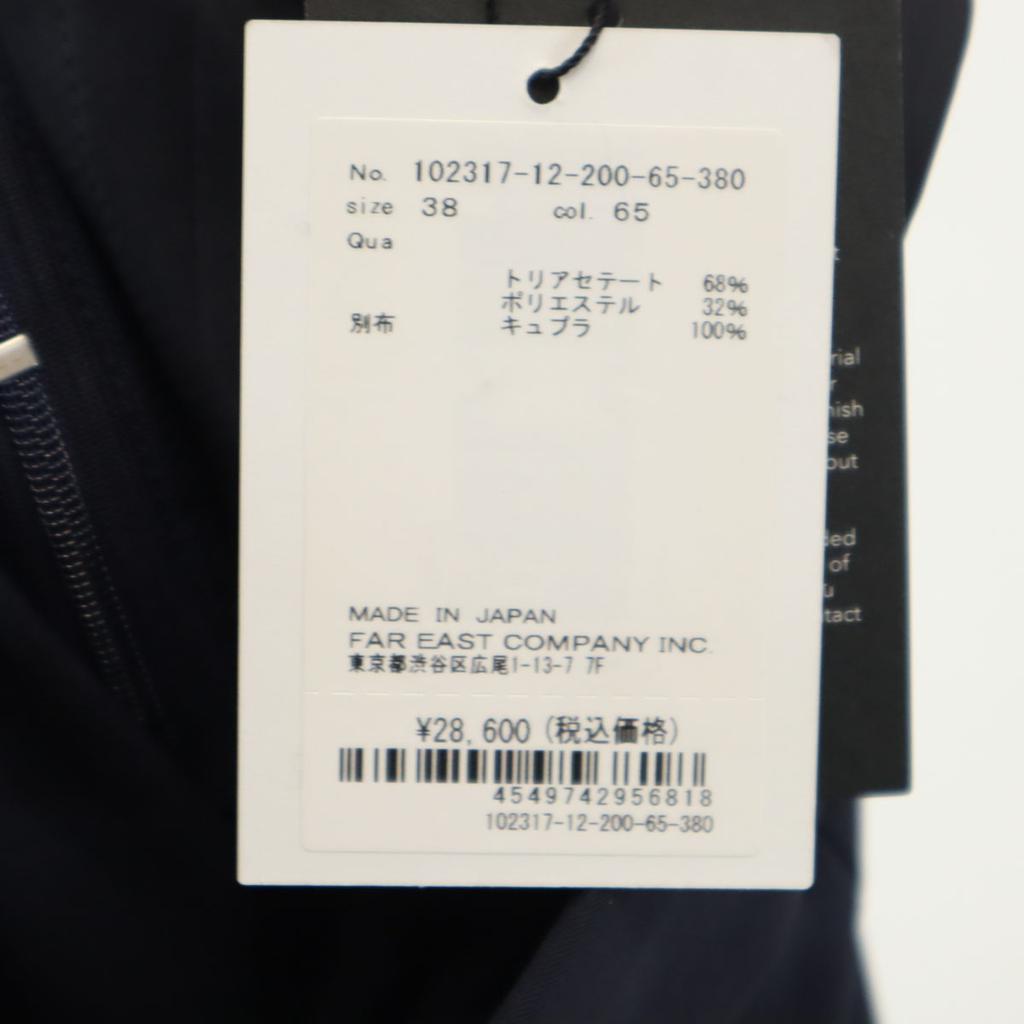 No. 102317-12-200-65-380
size 38 col. 65
Qua
トリアセテート 68%
ポリエステル 32%
別布 キュプラ 100%
MADE IN JAPAN
FAR EAST COMPANY INC.
東京都渋谷区広尾1-13-7 7F
¥28,600 (税込価格)
4549742956818
102317-12-200-65-380